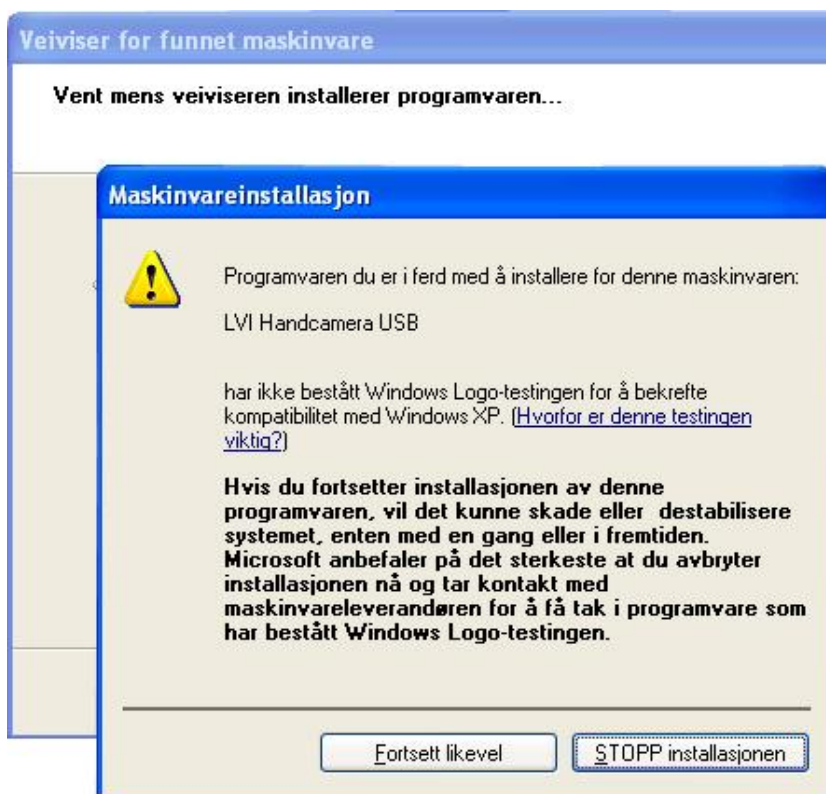 Veiviser for funnet maskinvare
Vent mens veiviseren installerer programvaren...
Maskinvareinstallasjon
Programvaren du er i ferd med å installere for denne maskinvaren:
LVI Handcamera USB
har ikke bestått Windows Logo-testingen for å bekrefte
kompatibilitet med Windows XP. (Hvorfor er denne testingen
viktig?)
Hvis du fortsetter installasjonen av denne
programvaren, vil det kunne skade eller destabilisere
systemet, enten med en gang eller i fremtiden.
Microsoft anbefaler på det sterkeste at du avbryter
installasjonen nå og tar kontakt med
maskinvareleverandøren for å få tak i programvare som
har bestått Windows Logo-testingen.
Fortsett likevel
STOPP installasjonen